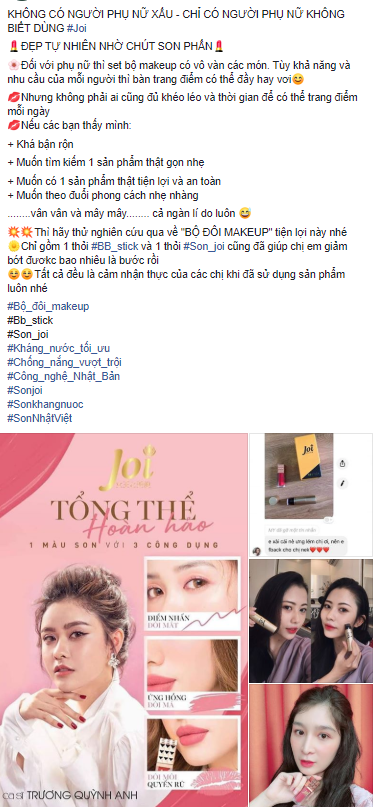 KHÔNG CÓ NGƯỜI PHỤ NỮ XẤU - CHỈ CÓ NGƯỜI PHỤ NỮ KHÔNG
BIẾT DÙNG #Joi
💄ĐẸP TỰ NHIÊN NHỜ CHÚT SON PHẤN💄
🌸Đối với phụ nữ thì set bộ makeup có vô vàn các món. Tùy khả năng và
nhu cầu của mỗi người thì bàn trang điểm có thể đầy hay vơi😊
💋Nhưng không phải ai cũng đủ khéo léo và thời gian để có thể trang điểm
mỗi ngày
💋Nếu các bạn thấy mình:
+ Khá bận rộn
+ Muốn tìm kiếm 1 sản phẩm thật gọn nhẹ
+ Muốn có 1 sản phẩm thật tiện lợi và an toàn
+ Muốn theo đuổi phong cách nhẹ nhàng
........vân vân và mây mây........ cả ngàn lí do luôn 😅
💥💥Thì hãy thử nghiên cứu qua về "BỘ ĐÔI MAKEUP" tiện lợi này nhé
🌞Chỉ gồm 1 thỏi #BB_stick và 1 thỏi #Son_joi cũng đã giúp chị em giảm
bớt được bao nhiêu là bước rồi
😊😊Tất cả đều là cảm nhận thực của các chị khi đã sử dụng sản phẩm
luôn nhé
#Bộ_đôi_makeup
#Bb_stick
#Son_joi
#Kháng_nước_tối_ưu
#Chống_nắng_vượt_trội
#Công_nghệ_Nhật_Bản
#Sonjoi
#Sonkhangnuoc
#SonNhậtViệt
Joi
TỔNG THỂ
Hoàn hảo
1 MÀU SON VỚI 3 CÔNG DỤNG
ĐIỂM NHẤN
ĐÔI MẮT
ỬNG HỒNG
ĐÔI MÁ
ĐÔI MÔI
QUYẾN RŨ
ca sĩ TRƯƠNG QUỲNH ANH
Joi
e xài cái nè ưng lém chị ơi, nên e
fback cho chị nek❤❤❤